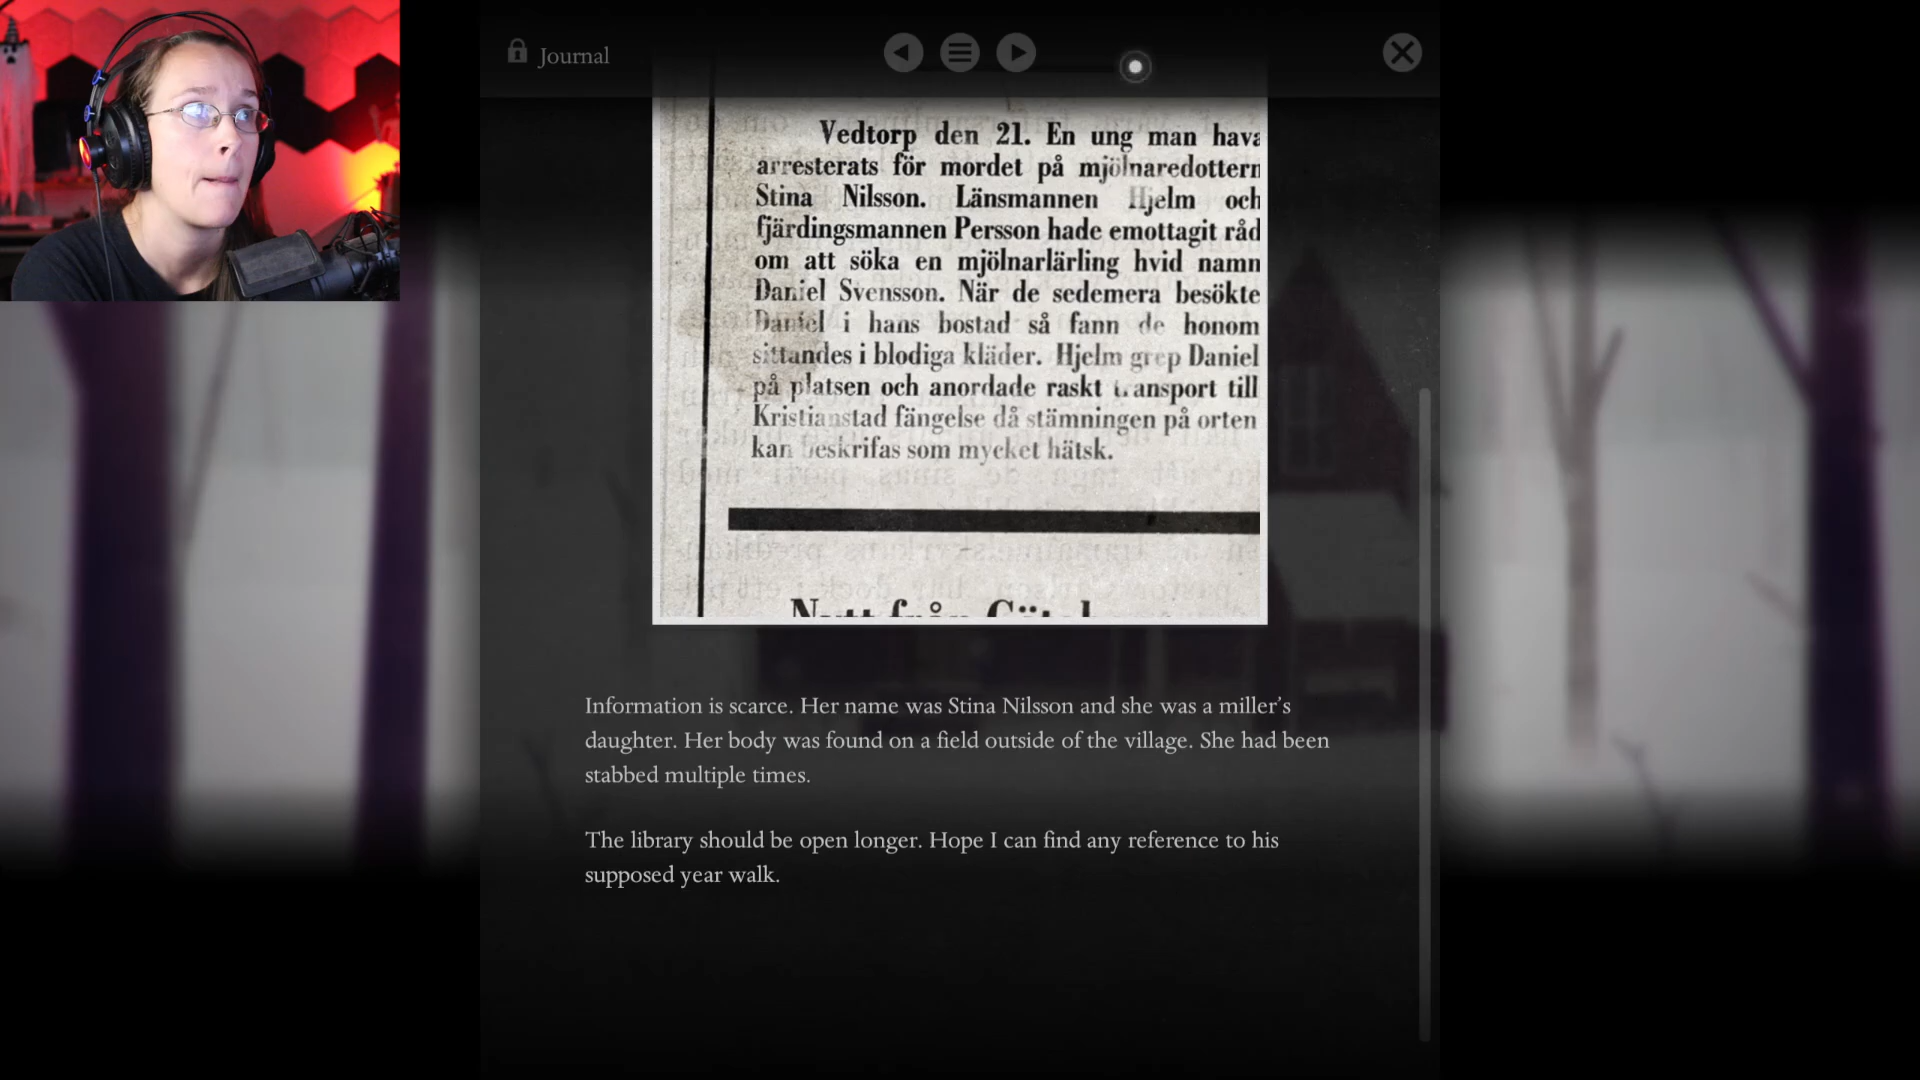 Journal
Vedtorp den 21. En ung man hava
arresterats för mordet på mjölnaredottern
Stina Nilsson. Länsmannen Hjelm och
fjärdingsmannen Persson hade emottagit råd
om att söka en mjölnarlärling hvid namn
Daniel Svensson. När de sedemera besökte
Daniel i hans bostad så fann de honom
sittandes i blodiga kläder. Hjelm grep Daniel
på platsen och anordade raskt transport till
Kristianstad fängelse då stämningen på orten
kan beskrifas som mycket hätsk.
Information is scarce. Her name was Stina Nilsson and she was a miller’s
daughter. Her body was found on a field outside of the village. She had been
stabbed multiple times.
The library should be open longer. Hope I can find any reference to his
supposed year walk.